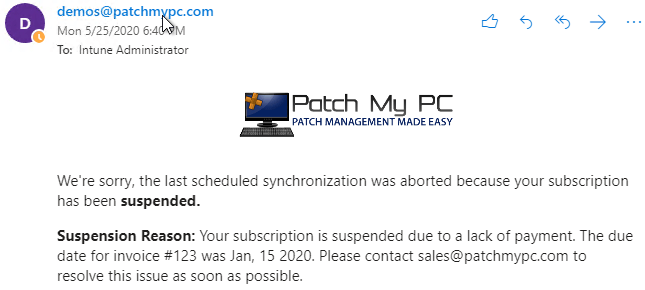 D
demos@patchmypc.com
Mon 5/25/2020 6:40
To: Intune Administrator
Patch My PC
PATCH MANAGEMENT MADE EASY
We're sorry, the last scheduled synchronization was aborted because your subscription
has been suspended.
Suspension Reason: Your subscription is suspended due to a lack of payment. The due
date for invoice #123 was Jan, 15 2020. Please contact sales@patchmypc.com to
resolve this issue as soon as possible.